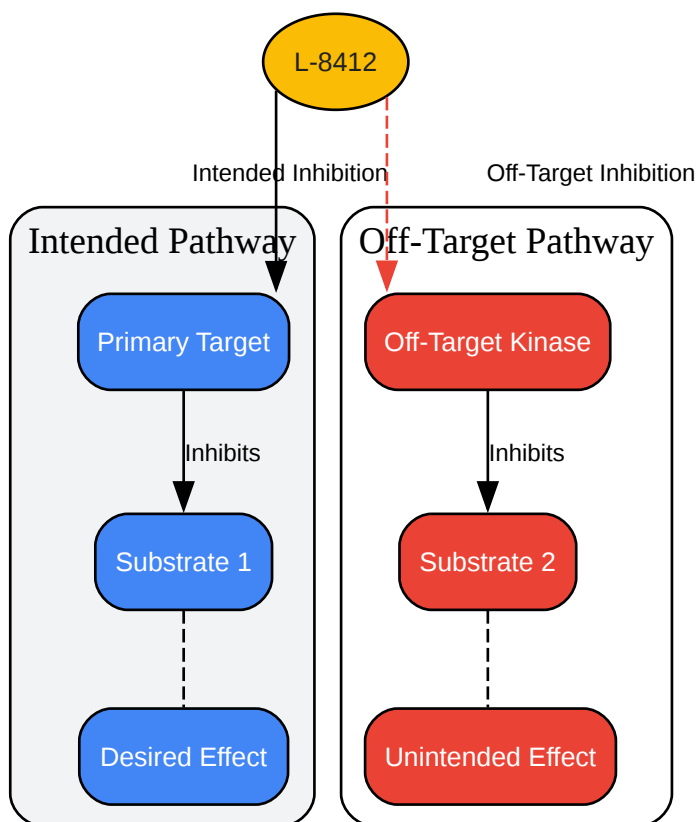 L-8412
Intended Inhibition
Off-Target Inhibition
Intended Pathway
Off-Target Pathway
Primary Target
Off-Target Kinase
Inhibits
Inhibits
Substrate 1
Substrate 2
Desired Effect
Unintended Effect